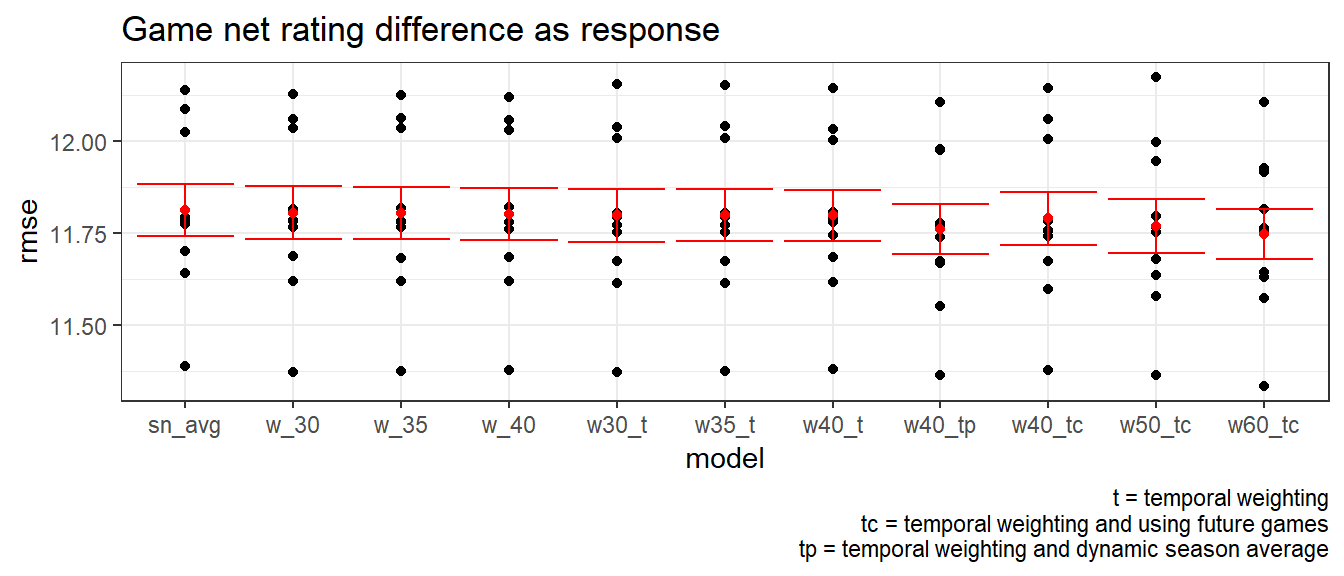 Game net rating difference as response
rmse
12.00
11.75
11.50
sn_avg w_30 w_35 w_40 w30_t w35_t w40_t w40_tp w40_tc w50_tc w60_tc
model
t = temporal weighting
tc = temporal weighting and using future games
tp = temporal weighting and dynamic season average